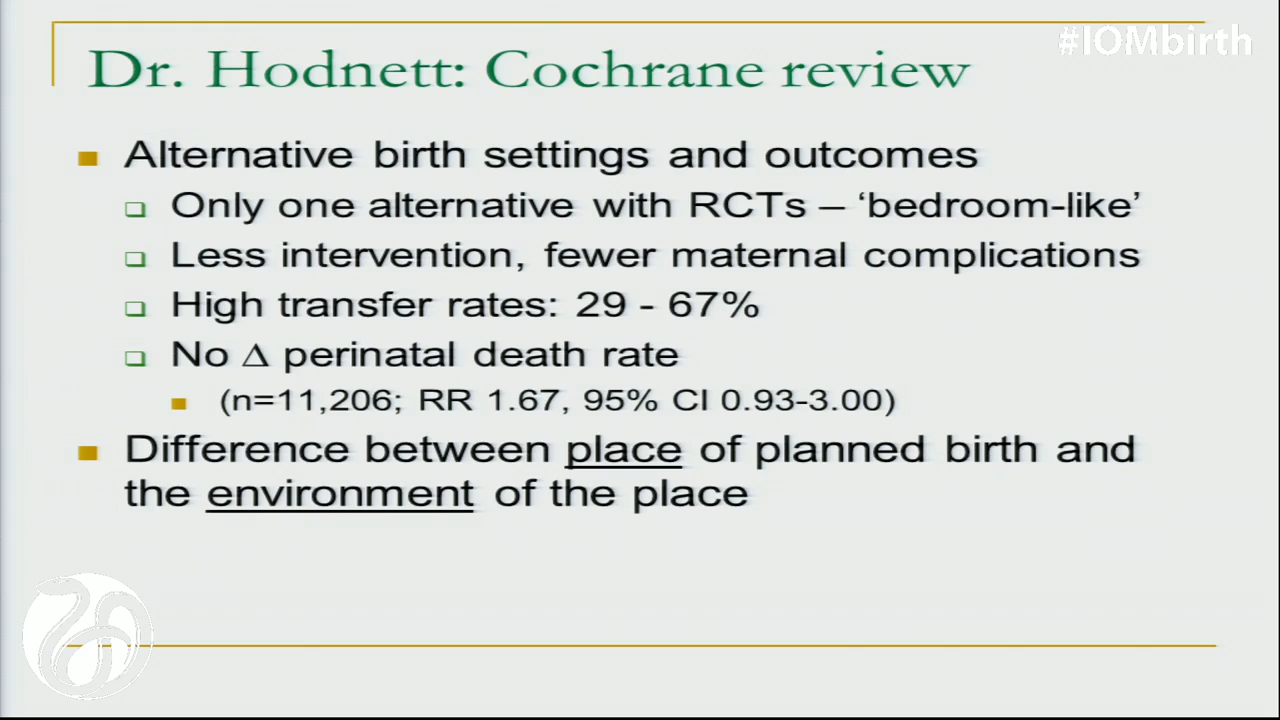 #IOMbirth
Dr. Hodnett: Cochrane review
Alternative birth settings and outcomes
Only one alternative with RCTs – ‘bedroom-like’
Less intervention, fewer maternal complications
High transfer rates: 29 - 67%
No Δ perinatal death rate
(n=11,206; RR 1.67, 95% CI 0.93-3.00)
Difference between place of planned birth and
the environment of the place